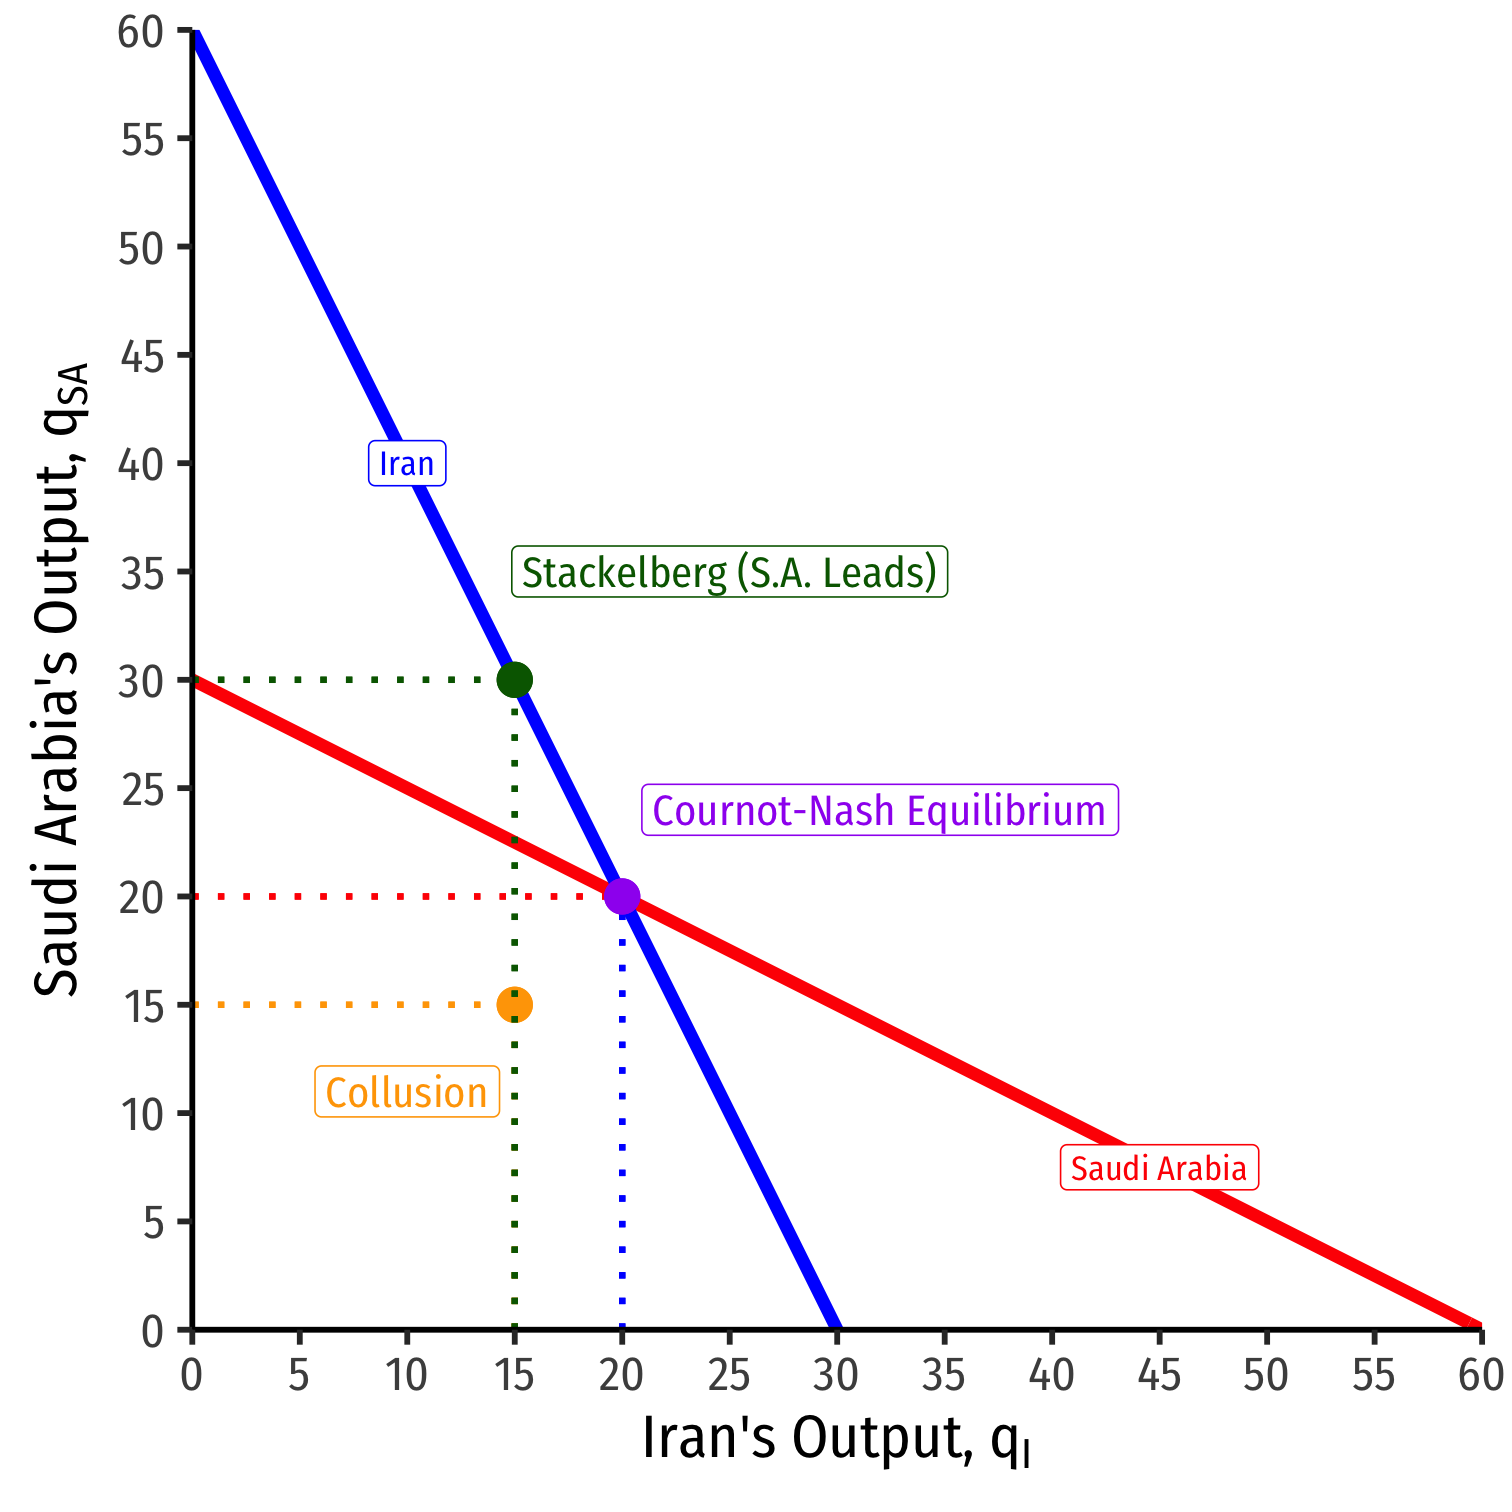 60
55
50
45
40
35
30
25
20
15
10
5
0
Saudi Arabia's Output, qSA
Iran
Stackelberg (S.A. Leads)
Cournot-Nash Equilibrium
Collusion
Saudi Arabia
0 5 10 15 20 25 30 35 40 45 50 55 60
Iran's Output, qI